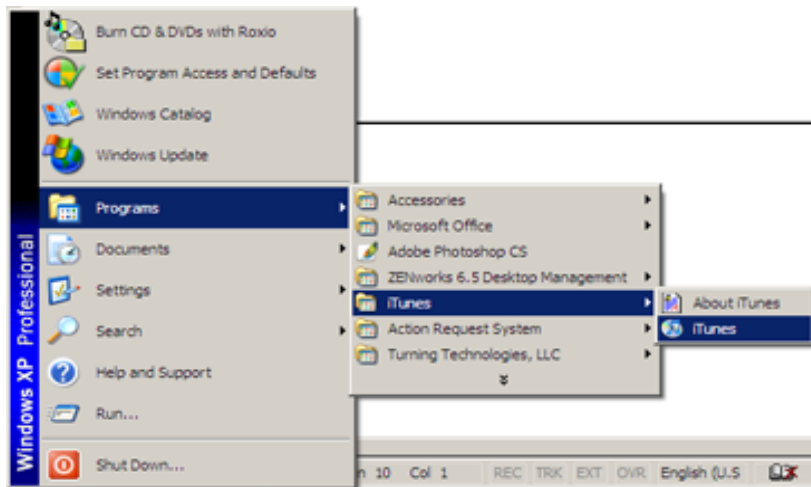 Burn CD & DVDs with Roxio
Set Program Access and Defaults
Windows Catalog
Windows Update
Programs
Documents
Settings
Search
Help and Support
Run...
Shut Down...
Windows XP Professional
Accessories
Microsoft Office
Adobe Photoshop CS
ZENworks 6.5 Desktop Management
iTunes
Action Request System
Turning Technologies, LLC
About iTunes
iTunes
n 10 Col 1 REC TRK EXT OVR English (U.S